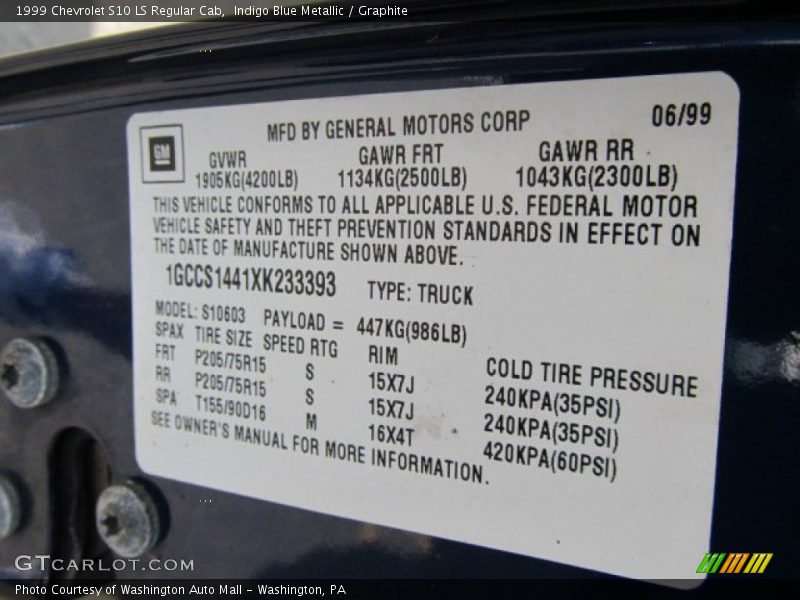 1999 Chevrolet S10 LS Regular Cab, Indigo Blue Metallic / Graphite
MFD BY GENERAL MOTORS CORP 06/99
GM
GVWR GAWR FRT GAWR RR
1905KG(4200LB) 1134KG(2500LB) 1043KG(2300LB)
THIS VEHICLE CONFORMS TO ALL APPLICABLE U.S. FEDERAL MOTOR
VEHICLE SAFETY AND THEFT PREVENTION STANDARDS IN EFFECT ON
THE DATE OF MANUFACTURE SHOWN ABOVE.
1GCCS1441XK233393 TYPE: TRUCK
MODEL: S10603 PAYLOAD = 447KG(986LB)
SPAX TIRE SIZE SPEED RTG RIM COLD TIRE PRESSURE
FRT P205/75R15 S 15X7J 240KPA(35PSI)
RR P205/75R15 S 15X7J 240KPA(35PSI)
SPA T155/90D16 M 16X4T 420KPA(60PSI)
SEE OWNER'S MANUAL FOR MORE INFORMATION.
GTCARLOT.COM
Photo Courtesy of Washington Auto Mall - Washington, PA